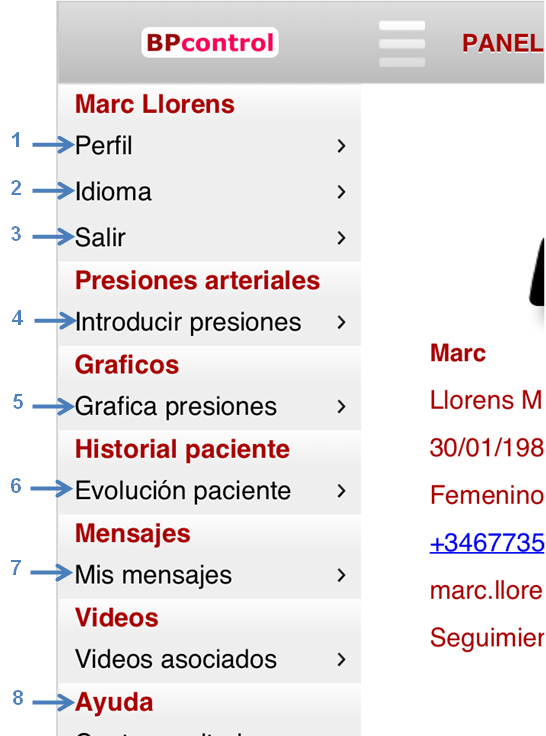 BPcontrol
PANEL
Marc Llorens
1 Perfil
2 Idioma
3 Salir
Presiones arteriales
4 Introducir presiones
Graficos
5 Grafica presiones
Historial paciente
6 Evolución paciente
Mensajes
7 Mis mensajes
Videos
Videos asociados
8 Ayuda
Marc
Llorens M
30/01/198
Femenino
+3467735
marc.llore
Seguimier